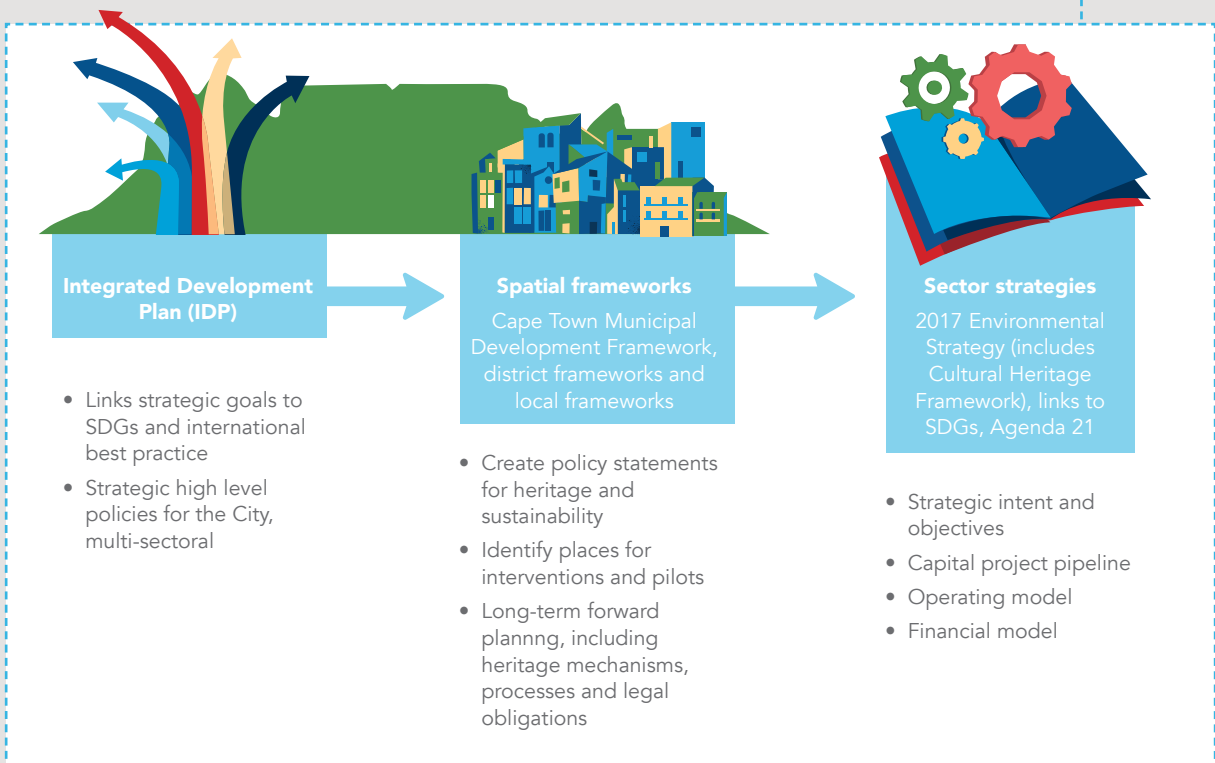 Integrated Development
Plan (IDP)
• Links strategic goals to
SDGs and international
best practice
• Strategic high level
policies for the City,
multi-sectoral
Spatial frameworks
Cape Town Municipal
Development Framework,
district frameworks and
local frameworks
• Create policy statements
for heritage and
sustainability
• Identify places for
interventions and pilots
• Long-term forward
plannng, including
heritage mechanisms,
processes and legal
obligations
Sector strategies
2017 Environmental
Strategy (includes
Cultural Heritage
Framework), links to
SDGs, Agenda 21
• Strategic intent and
objectives
• Capital project pipeline
• Operating model
• Financial model